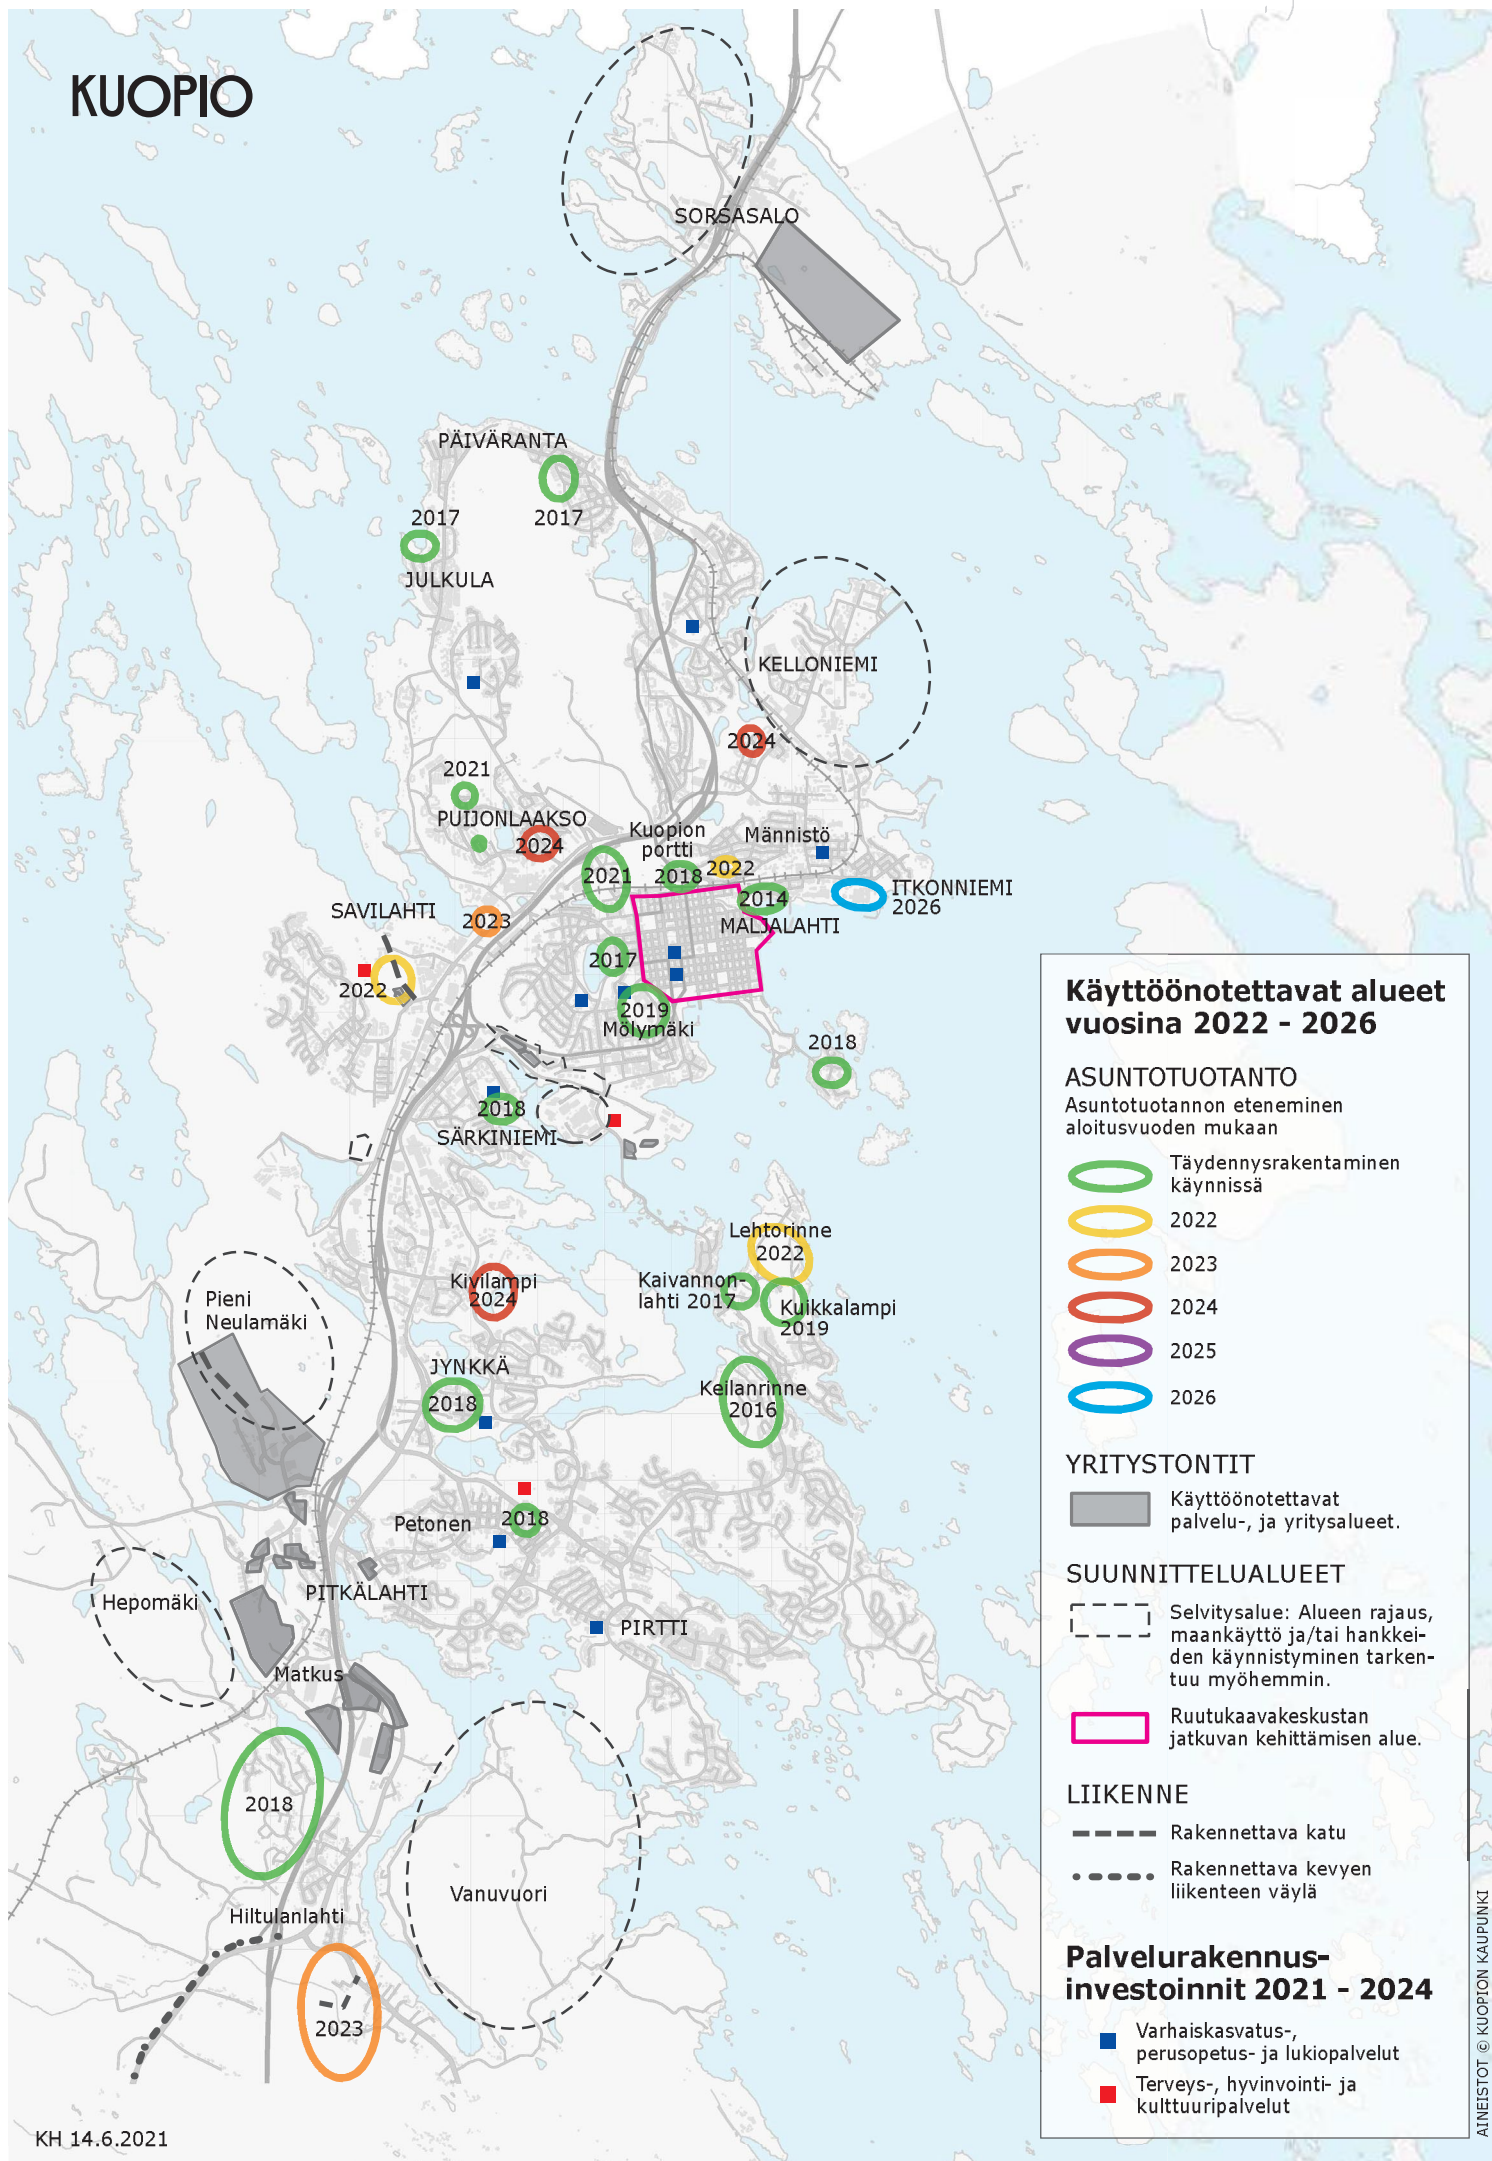 KUOPIO
SORSASALO
PÄIVÄRANTA
2017
2017
JULKULA
KELLONIEMI
2024
2021
PUIJONLAAKSO
2024
Kuopion
portti
Männistö
2021
2018
2022
2014
ITKONNIEMI
2026
MALJALAHTI
SAVILAHTI
2023
2017
2022
2019
Mölymäki
2018
2018
SÄRKINIEMI
Lehtorinne
2022
Kaivannon-
lahti 2017
Kuikkalampi
2019
Kivilampi
2024
Pieni
Neulamäki
JYNKKÄ
2018
Keilanrinne
2016
Petonen
2018
PITKÄLAHTI
Hepomäki
PIRTTI
Matkus
2018
Vanuvuori
Hiltulanlahti
2023
KH 14.6.2021
Käyttöönotettavat alueet
vuosina 2022 - 2026
ASUNTOTUOTANTO
Asuntotuotannon eteneminen
aloitusvuoden mukaan
Täydennysrakentaminen
käynnissä
2022
2023
2024
2025
2026
YRITYSTONTIT
Käyttöönotettavat
palvelu-, ja yritysalueet.
SUUNNITTELUALUEET
Selvitysalue: Alueen rajaus,
maankäyttö ja/tai hankkei-
den käynnistyminen tarken-
tuu myöhemmin.
Ruutukaavakeskustan
jatkuvan kehittämisen alue.
LIIKENNE
Rakennettava katu
Rakennettava kevyen
liikenteen väylä
Palvelurakennus-
investoinnit 2021 - 2024
Varhaiskasvatus-,
perusopetus- ja lukiopalvelut
Terveys-, hyvinvointi- ja
kulttuuripalvelut
AINEISTOT © KUOPION KAUPUNKI